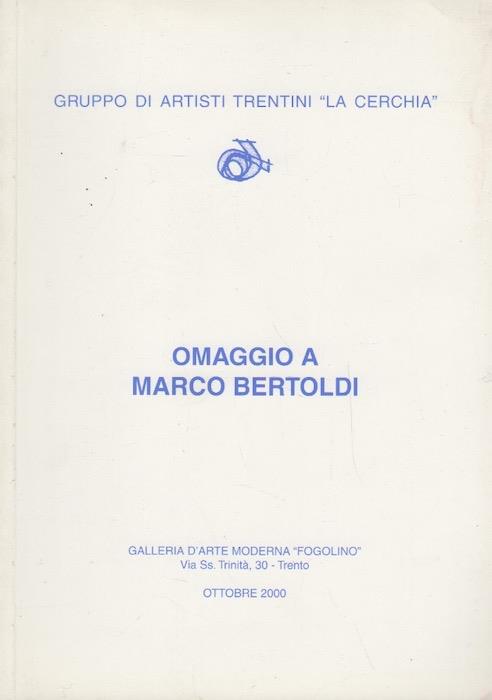 GRUPPO DI ARTISTI TRENTINI “LA CERCHIA”
OMAGGIO A
MARCO BERTOLDI
GALLERIA D'ARTE MODERNA “FOGOLINO”
Via Ss. Trinità, 30 - Trento
OTTOBRE 2000